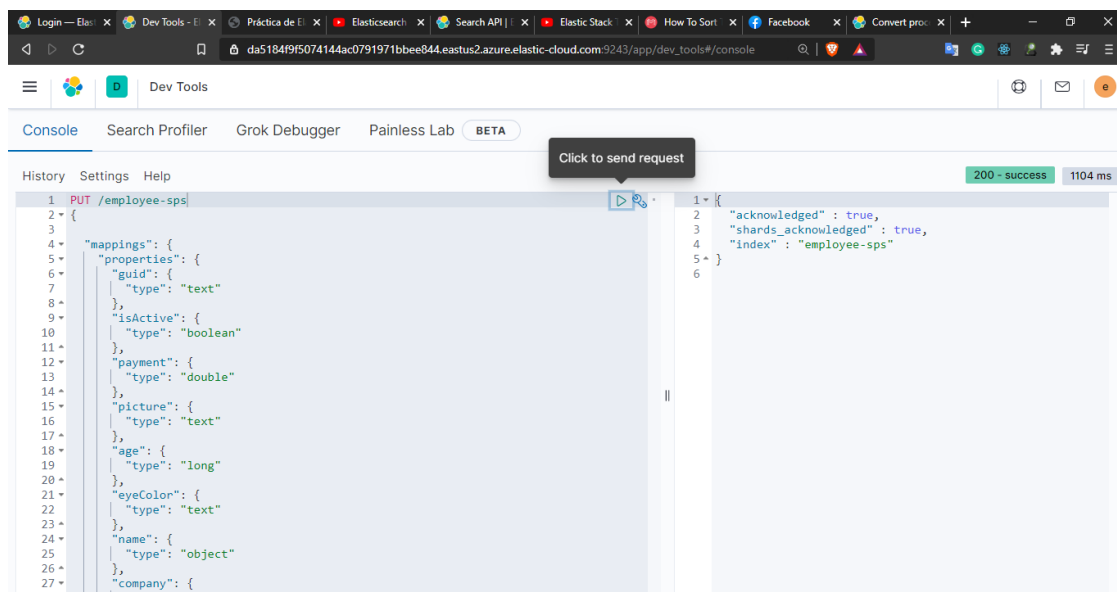 Login — Elast
Dev Tools - El
Práctica de El
Elasticsearch
Search API | E
Elastic Stack T
How To Sort
Facebook
Convert proc
da5184f9f5074144ac0791971bbee844.eastus2.azure.elastic-cloud.com:9243/app/dev_tools#/console
D
Dev Tools
e
Console
Search Profiler
Grok Debugger
Painless Lab
BETA
Click to send request
History
Settings
Help
200 - success
1104 ms
1 PUT /employee-sps
2 {
3
4 "mappings": {
5 "properties": {
6 "guid": {
7 "type": "text"
8 },
9 "isActive": {
10 "type": "boolean"
11 },
12 "payment": {
13 "type": "double"
14 },
15 "picture": {
16 "type": "text"
17 },
18 "age": {
19 "type": "long"
20 },
21 "eyeColor": {
22 "type": "text"
23 },
24 "name": {
25 "type": "object"
26 },
27 "company": {
1 {
2 "acknowledged" : true,
3 "shards_acknowledged" : true,
4 "index" : "employee-sps"
5 }
6